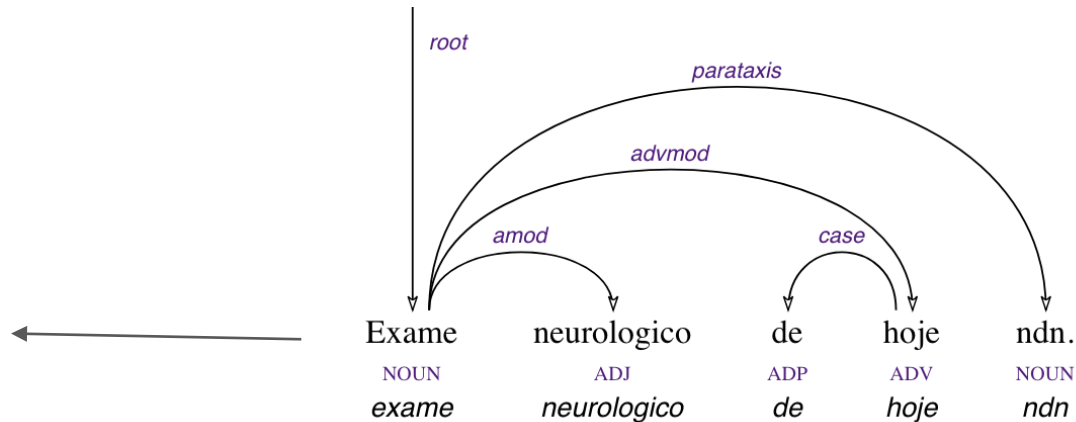 root
parataxis
advmod
amod case
Exame neurologico de hoje ndn.
NOUN ADJ ADP ADV NOUN
exame neurologico de hoje ndn